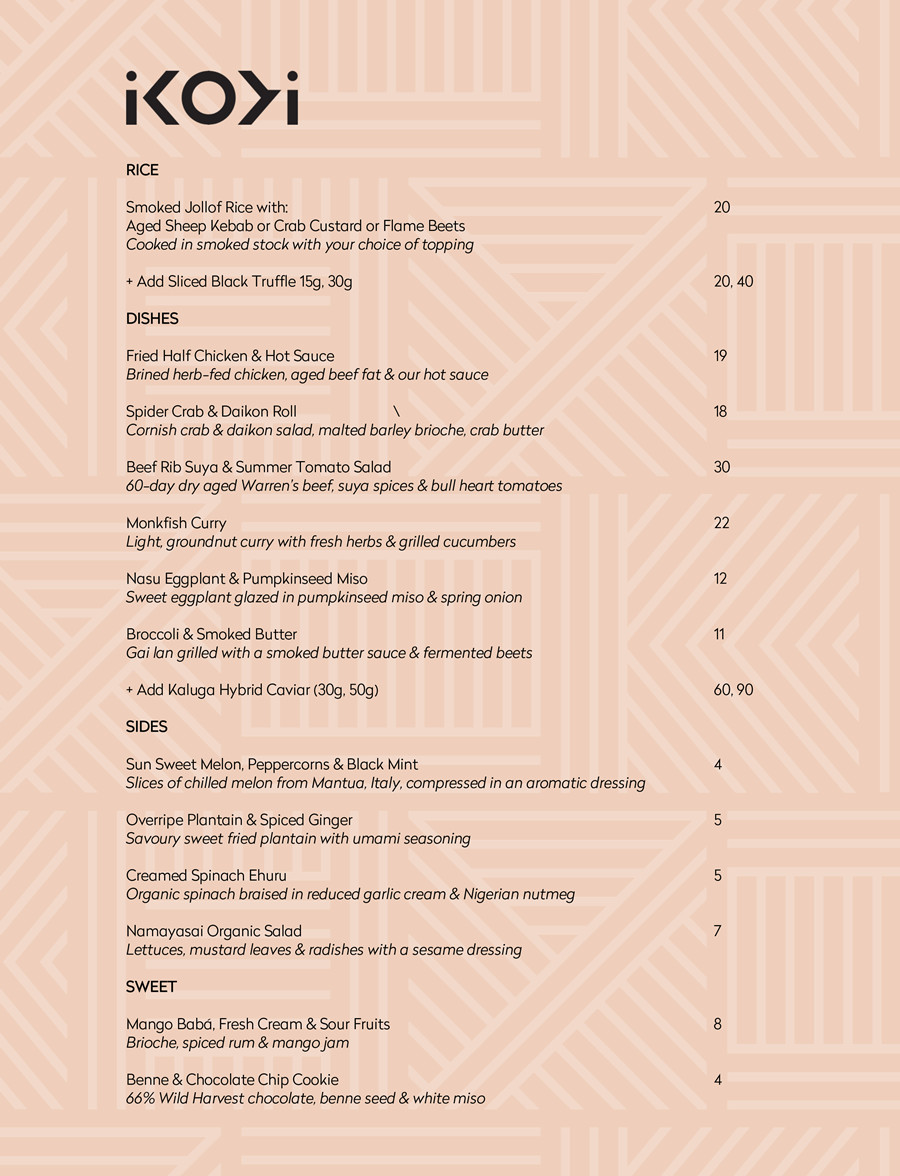 iKOYi
RICE
Smoked Jollof Rice with: 20
Aged Sheep Kebab or Crab Custard or Flame Beets
Cooked in smoked stock with your choice of topping
+ Add Sliced Black Truffle 15g, 30g 20, 40
DISHES
Fried Half Chicken & Hot Sauce 19
Brined herb-fed chicken, aged beef fat & our hot sauce
Spider Crab & Daikon Roll \ 18
Cornish crab & daikon salad, malted barley brioche, crab butter
Beef Rib Suya & Summer Tomato Salad 30
60-day dry aged Warren's beef, suya spices & bull heart tomatoes
Monkfish Curry 22
Light, groundnut curry with fresh herbs & grilled cucumbers
Nasu Eggplant & Pumpkinseed Miso 12
Sweet eggplant glazed in pumpkinseed miso & spring onion
Broccoli & Smoked Butter 11
Gai lan grilled with a smoked butter sauce & fermented beets
+ Add Kaluga Hybrid Caviar (30g, 50g) 60, 90
SIDES
Sun Sweet Melon, Peppercorns & Black Mint 4
Slices of chilled melon from Mantua, Italy, compressed in an aromatic dressing
Overripe Plantain & Spiced Ginger 5
Savoury sweet fried plantain with umami seasoning
Creamed Spinach Ehuru 5
Organic spinach braised in reduced garlic cream & Nigerian nutmeg
Namayasai Organic Salad 7
Lettuces, mustard leaves & radishes with a sesame dressing
SWEET
Mango Babá, Fresh Cream & Sour Fruits 8
Brioche, spiced rum & mango jam
Benne & Chocolate Chip Cookie 4
66% Wild Harvest chocolate, benne seed & white miso